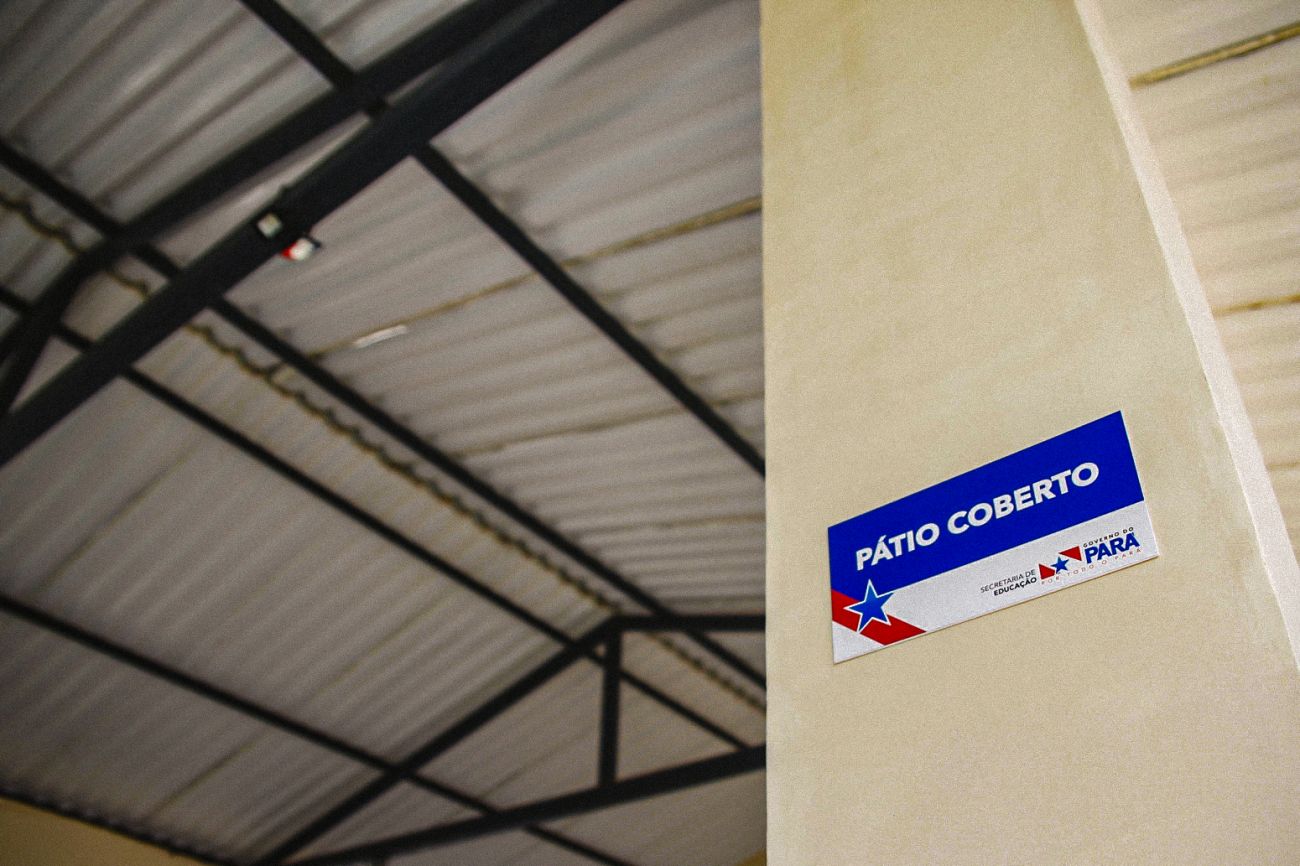 PÁTIO COBERTO
SECRETARIA DE
EDUCAÇÃO
GOVERNO DO
PARÁ
POR TODO O PARÁ